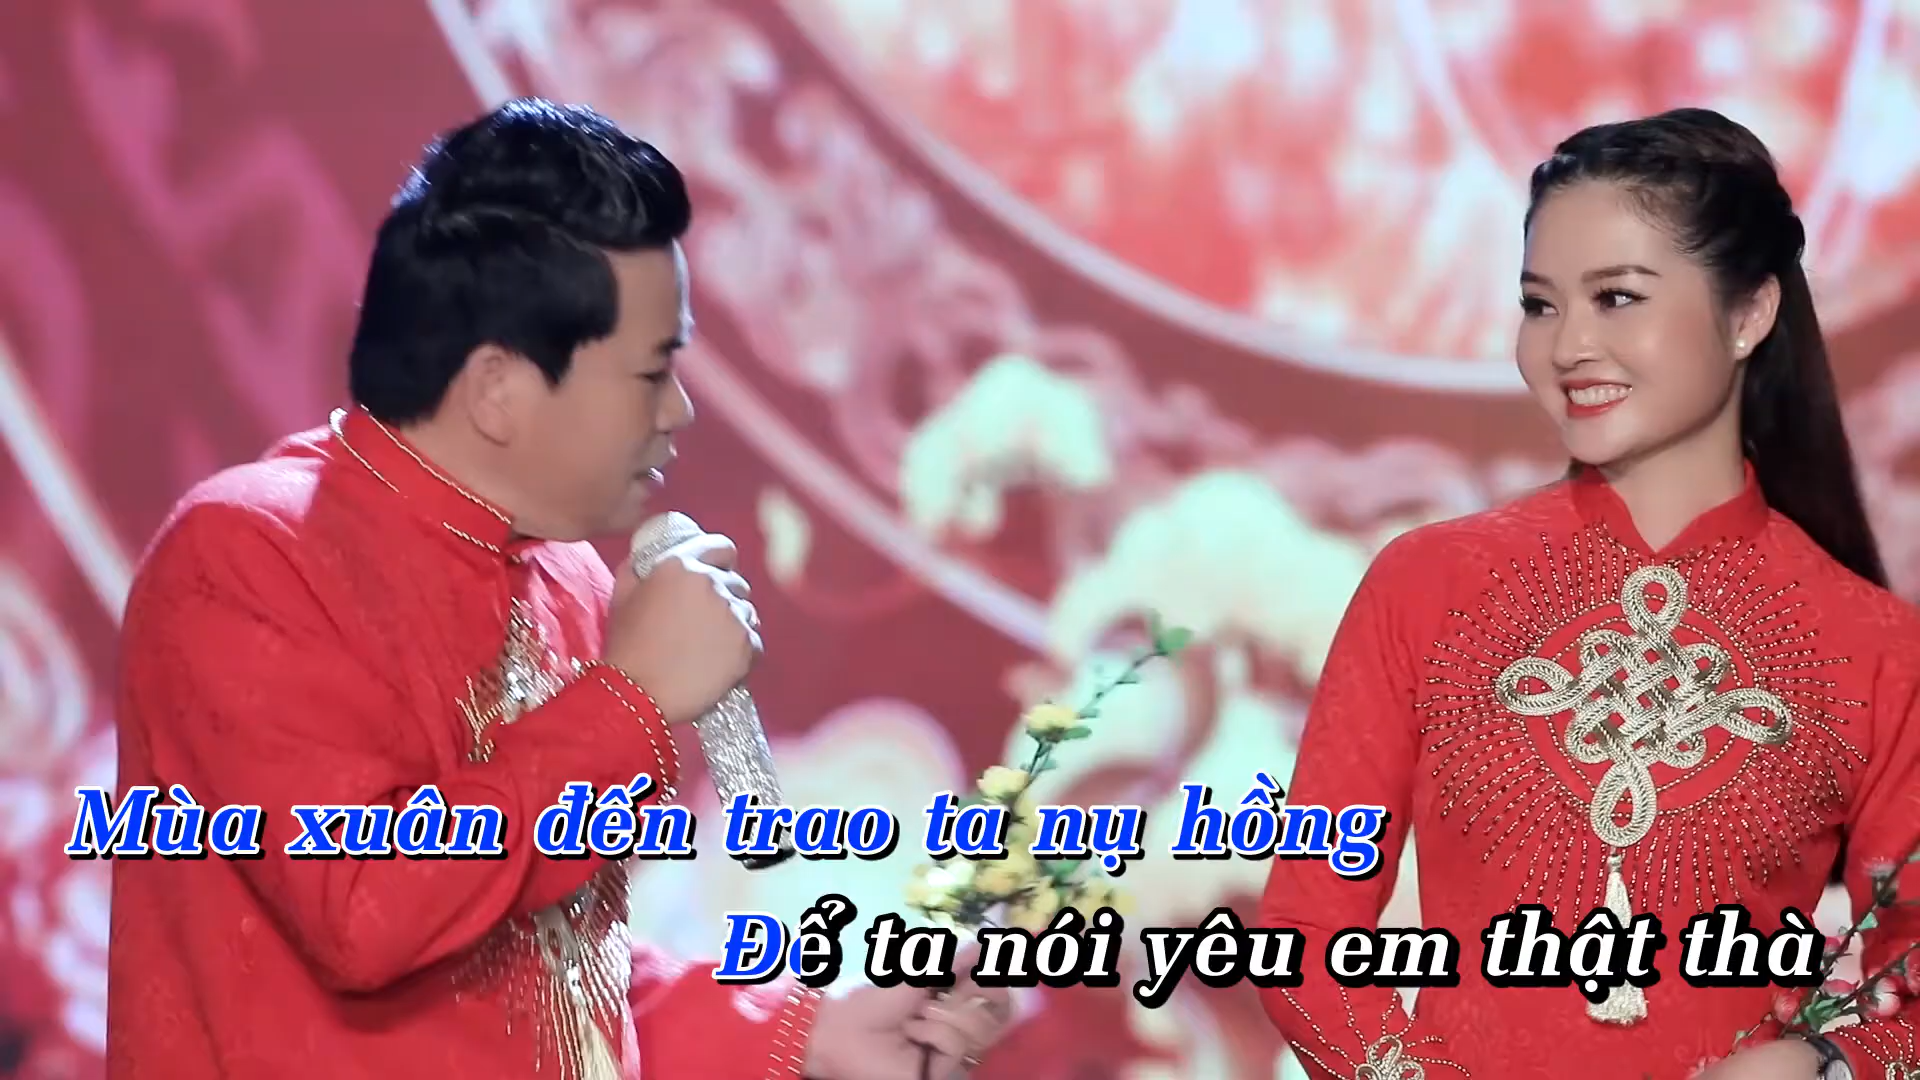 Mùa xuân đến trao ta nụ hồng
Để ta nói yêu em thật thà